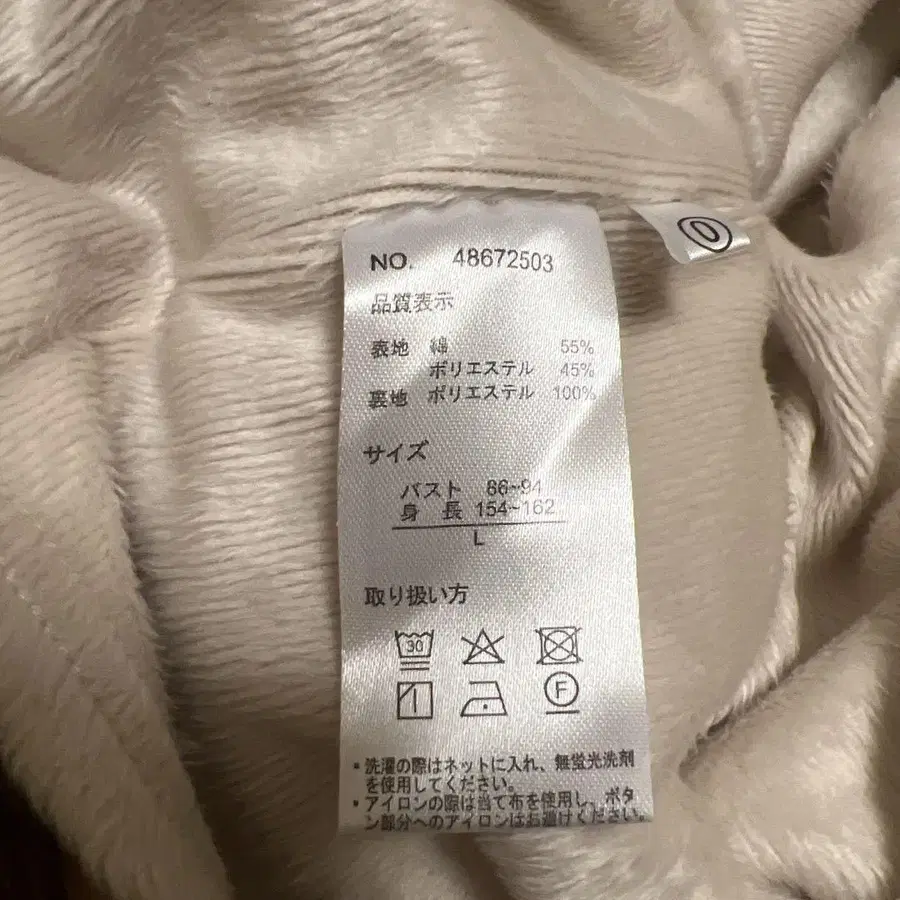 NO. 48672503
0
品質表示
表地 綿 55%
ポリエステル 45%
裏地 ポリエステル 100%
サイズ
バスト 86~94
身 長 154~162
L
取り扱い方
30
F
・洗濯の際はネットに入れ、無蛍光洗剤
を使用してください。
・アイロンの際は当て布を使用し、ボタ
ン部分へのアイロンはお避けください。